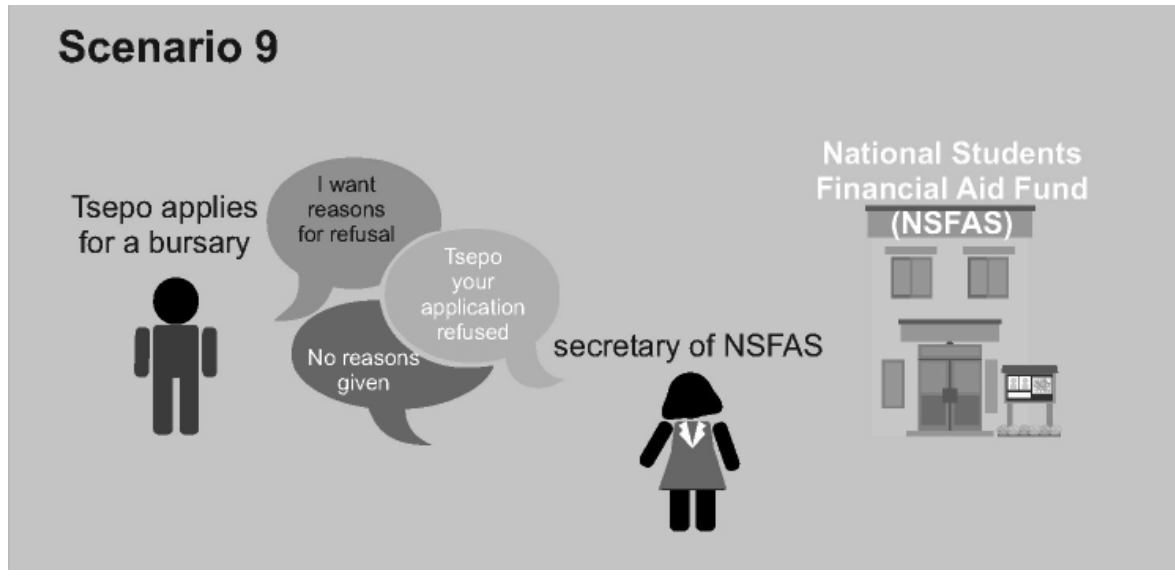 Scenario 9
Tsepo applies
for a bursary
I want
reasons
for refusal
Tsepo
your
application
refused
No reasons
given
secretary of NSFAS
National Students
Financial Aid Fund
(NSFAS)